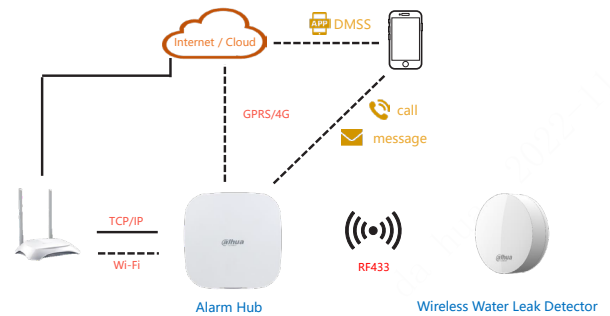 APP DMSS
Internet / Cloud
GPRS/4G
call
message
TCP/IP
Wi-Fi
alhua
RF433
alhua
Alarm Hub
Wireless Water Leak Detector